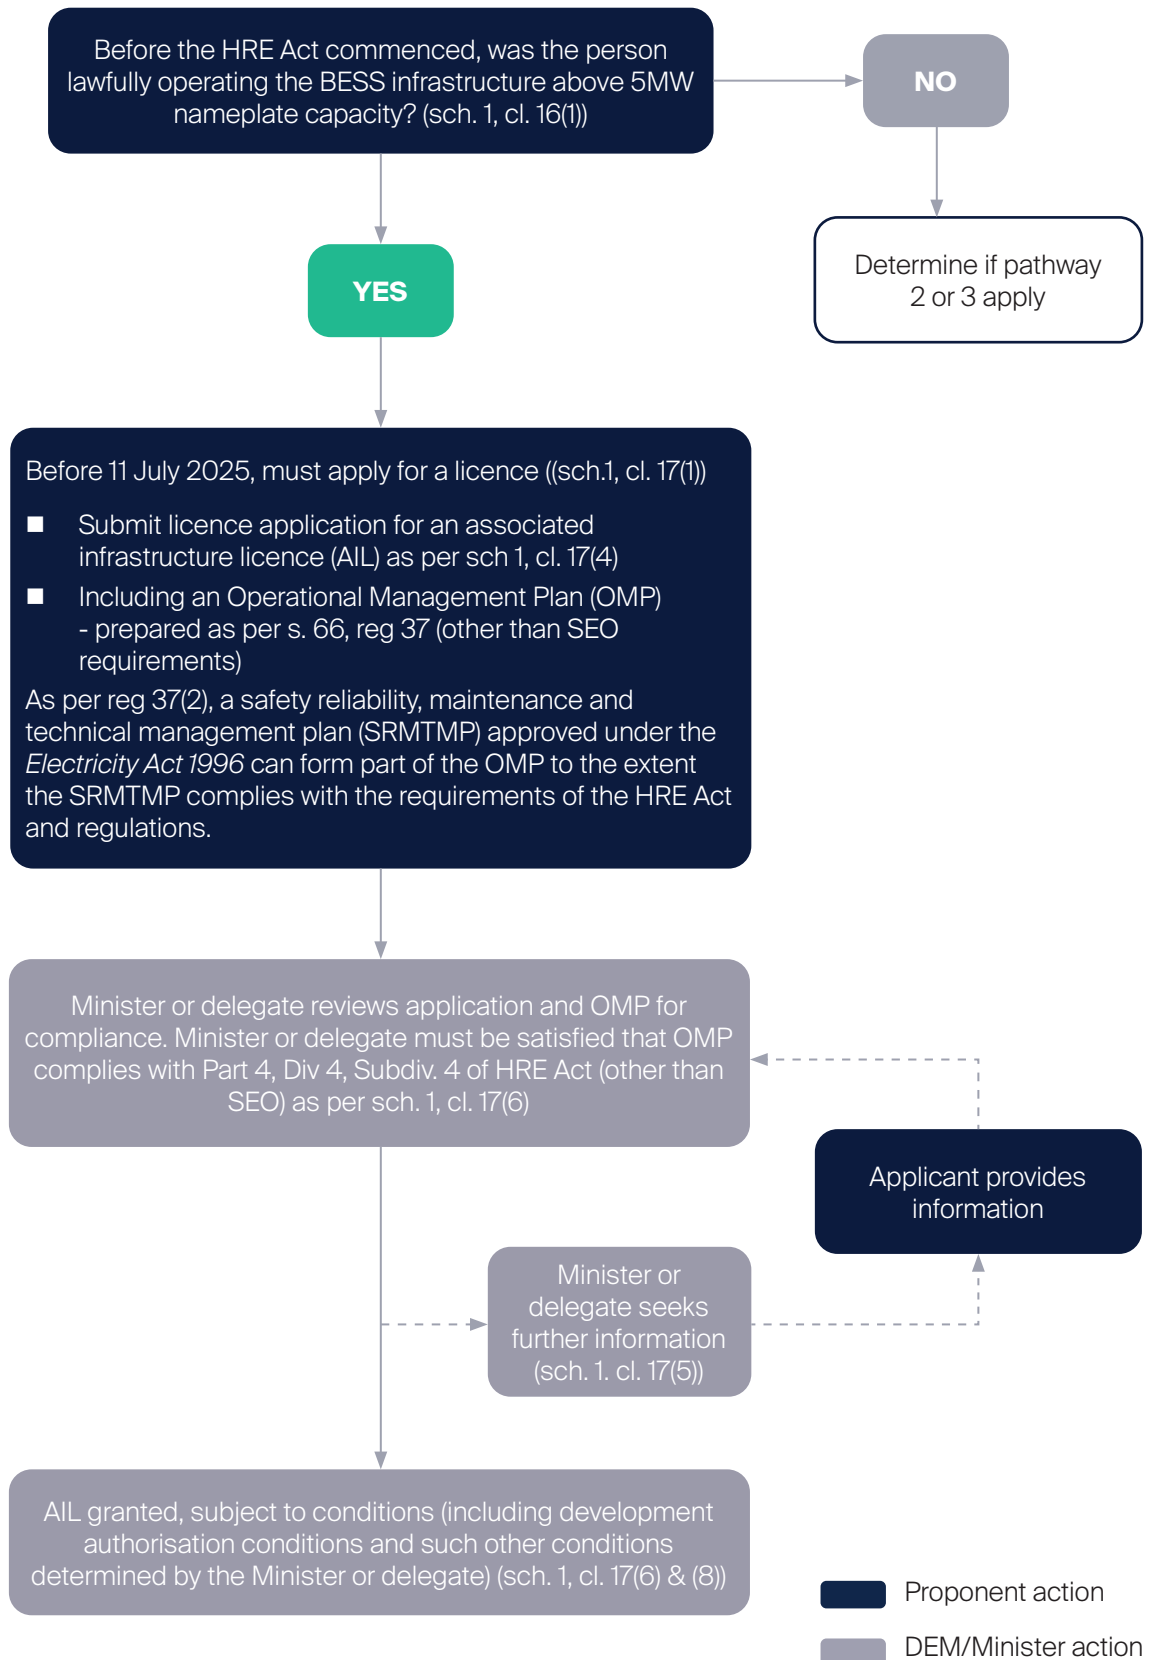 Before the HRE Act commenced, was the person
lawfully operating the BESS infrastructure above 5MW
nameplate capacity? (sch. 1, cl. 16(1))
NO
YES
Determine if pathway
2 or 3 apply
Before 11 July 2025, must apply for a licence ((sch.1, cl. 17(1))
■ Submit licence application for an associated
infrastructure licence (AIL) as per sch 1, cl. 17(4)
■ Including an Operational Management Plan (OMP)
- prepared as per s. 66, reg 37 (other than SEO
requirements)
As per reg 37(2), a safety reliability, maintenance and
technical management plan (SRMTMP) approved under the
Electricity Act 1996 can form part of the OMP to the extent
the SRMTMP complies with the requirements of the HRE Act
and regulations.
Minister or delegate reviews application and OMP for
compliance. Minister or delegate must be satisfied that OMP
complies with Part 4, Div 4, Subdiv. 4 of HRE Act (other than
SEO) as per sch. 1, cl. 17(6)
Applicant provides
information
Minister or
delegate seeks
further information
(sch. 1. cl. 17(5))
AIL granted, subject to conditions (including development
authorisation conditions and such other conditions
determined by the Minister or delegate) (sch. 1, cl. 17(6) & (8))
Proponent action
DEM/Minister action